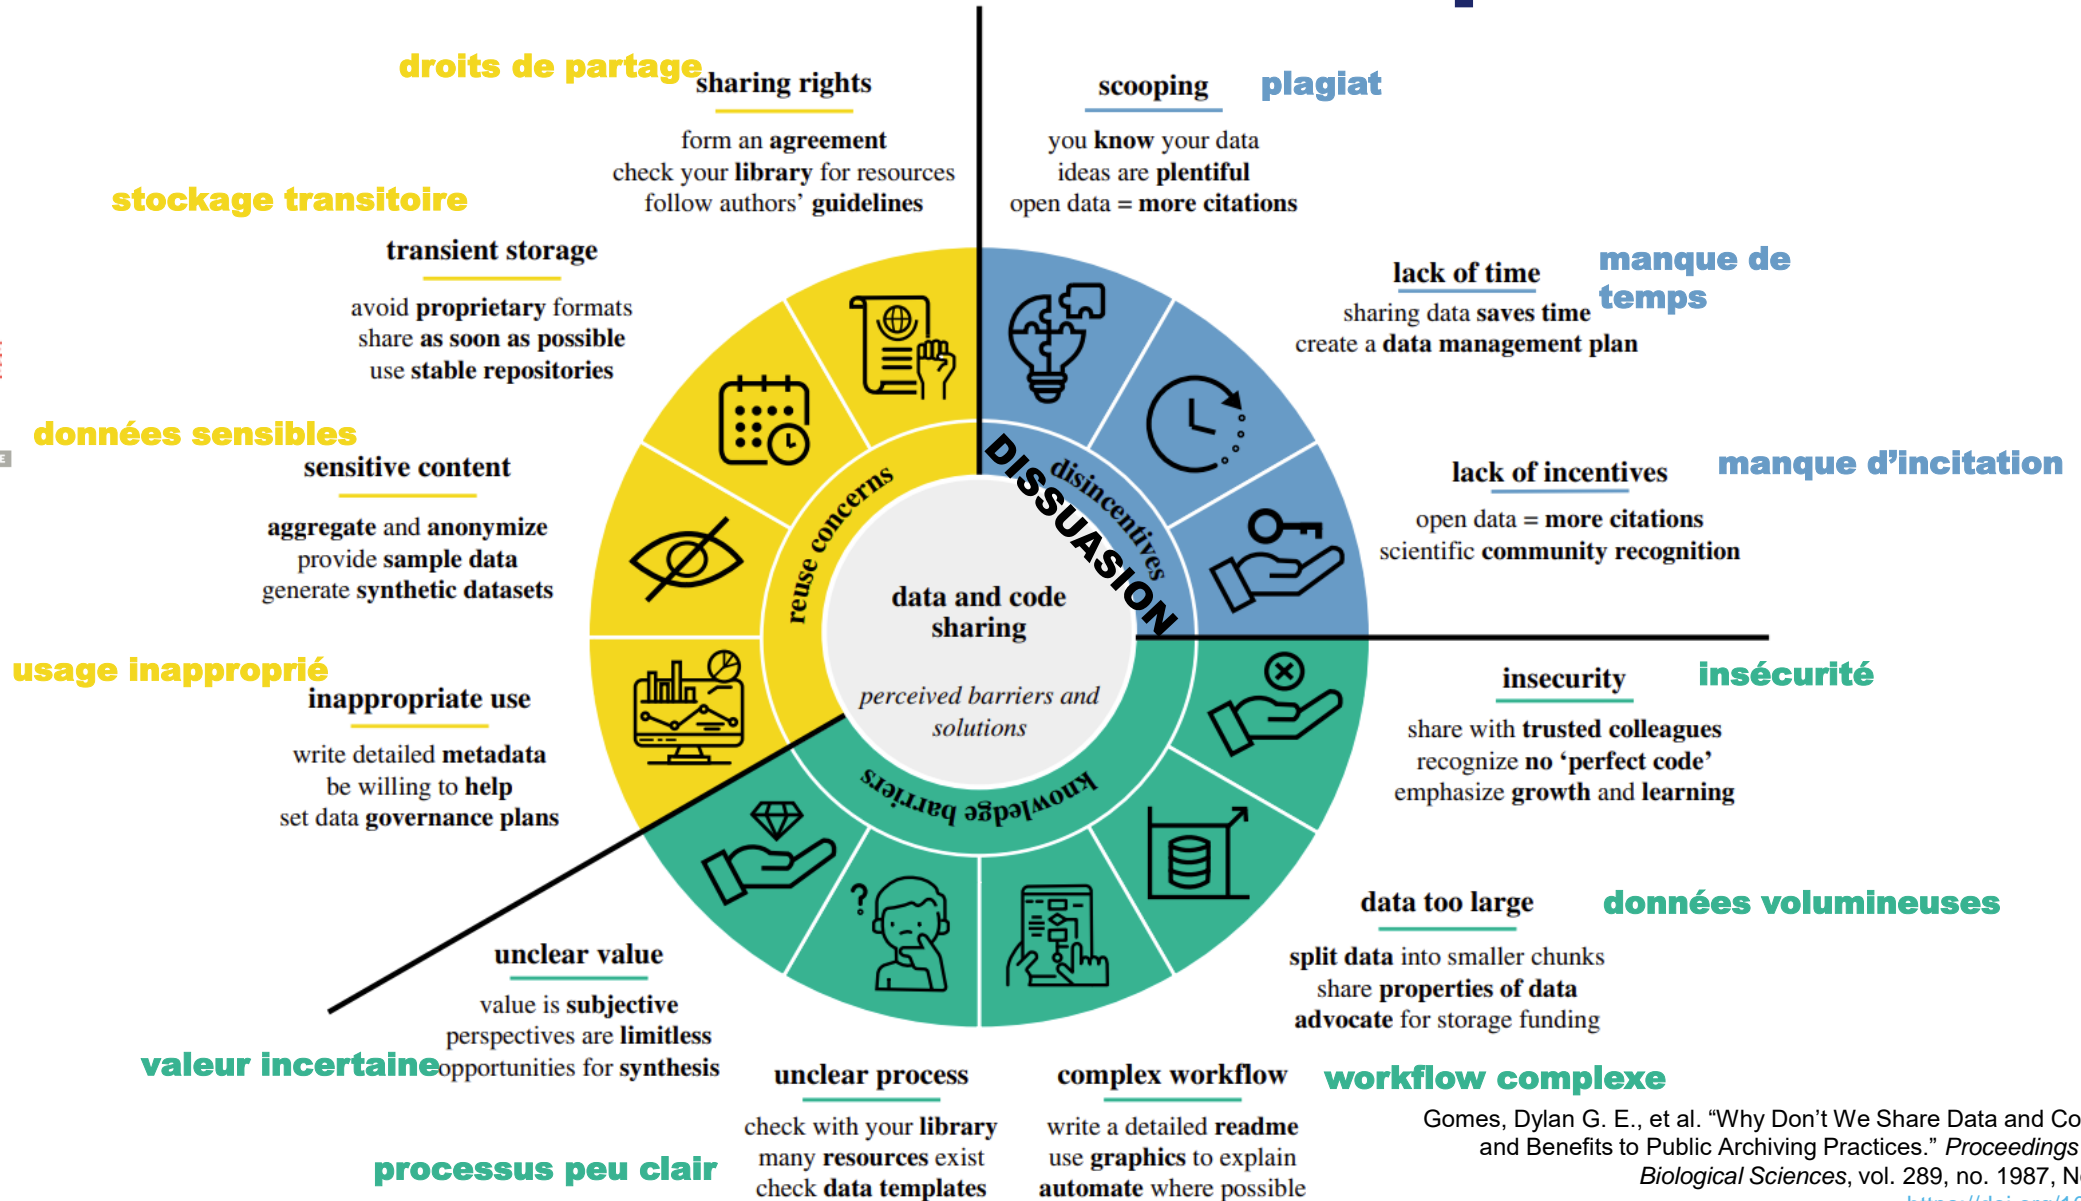 droits de partage
sharing rights
form an agreement
check your library for resources
follow authors’ guidelines
scooping
plagiat
you know your data
ideas are plentiful
open data = more citations
stockage transitoire
transient storage
avoid proprietary formats
share as soon as possible
use stable repositories
lack of time
manque de
temps
sharing data saves time
create a data management plan
données sensibles
sensitive content
aggregate and anonymize
provide sample data
generate synthetic datasets
lack of incentives
manque d’incitation
open data = more citations
scientific community recognition
reuse concerns
disincentives
DISSUASION
data and code
sharing
perceived barriers and
solutions
knowledge barriers
usage inapproprié
inappropriate use
write detailed metadata
be willing to help
set data governance plans
insecurity
insécurité
share with trusted colleagues
recognize no ‘perfect code’
emphasize growth and learning
data too large
données volumineuses
split data into smaller chunks
share properties of data
advocate for storage funding
unclear value
value is subjective
perspectives are limitless
opportunities for synthesis
valeur incertaine
unclear process
check with your library
many resources exist
check data templates
processus peu clair
complex workflow
workflow complexe
write a detailed readme
use graphics to explain
automate where possible
Gomes, Dylan G. E., et al. “Why Don’t We Share Data and Co
and Benefits to Public Archiving Practices.” Proceedings
Biological Sciences, vol. 289, no. 1987, N